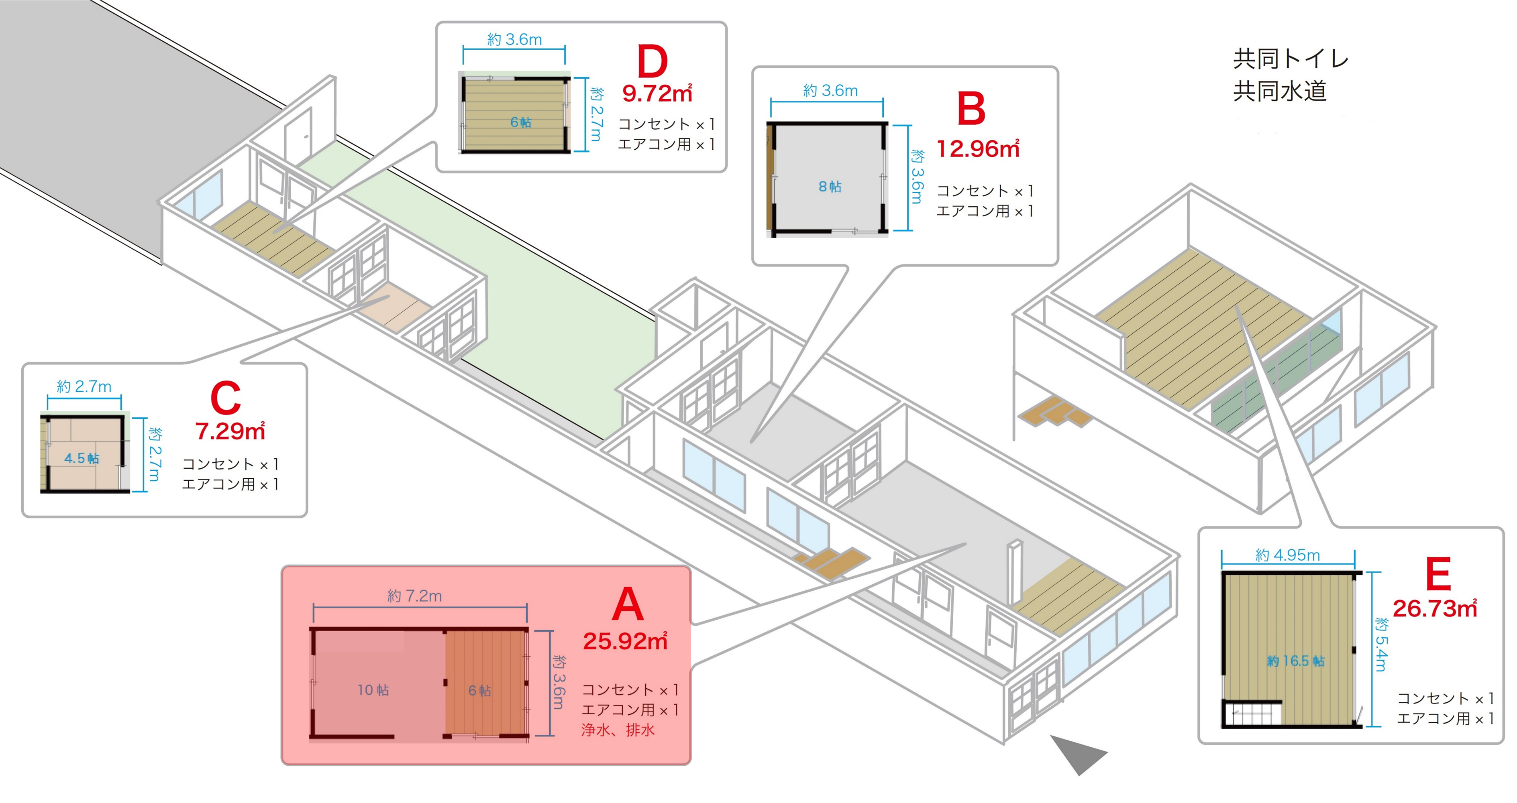 約 3.6m
D
9.72㎡
6帖
約 2.7m
コンセント × 1
エアコン用 × 1
約 3.6m
B
12.96㎡
8帖
約 3.6m
コンセント × 1
エアコン用 × 1
共同トイレ
共同水道
約 2.7m
C
7.29㎡
4.5帖
約 2.7m
コンセント × 1
エアコン用 × 1
約 7.2m
A
25.92㎡
10帖
6帖
約 3.6m
コンセント × 1
エアコン用 × 1
浄水、排水
約 4.95m
E
26.73㎡
約 16.5帖
約 5.4m
コンセント × 1
エアコン用 × 1